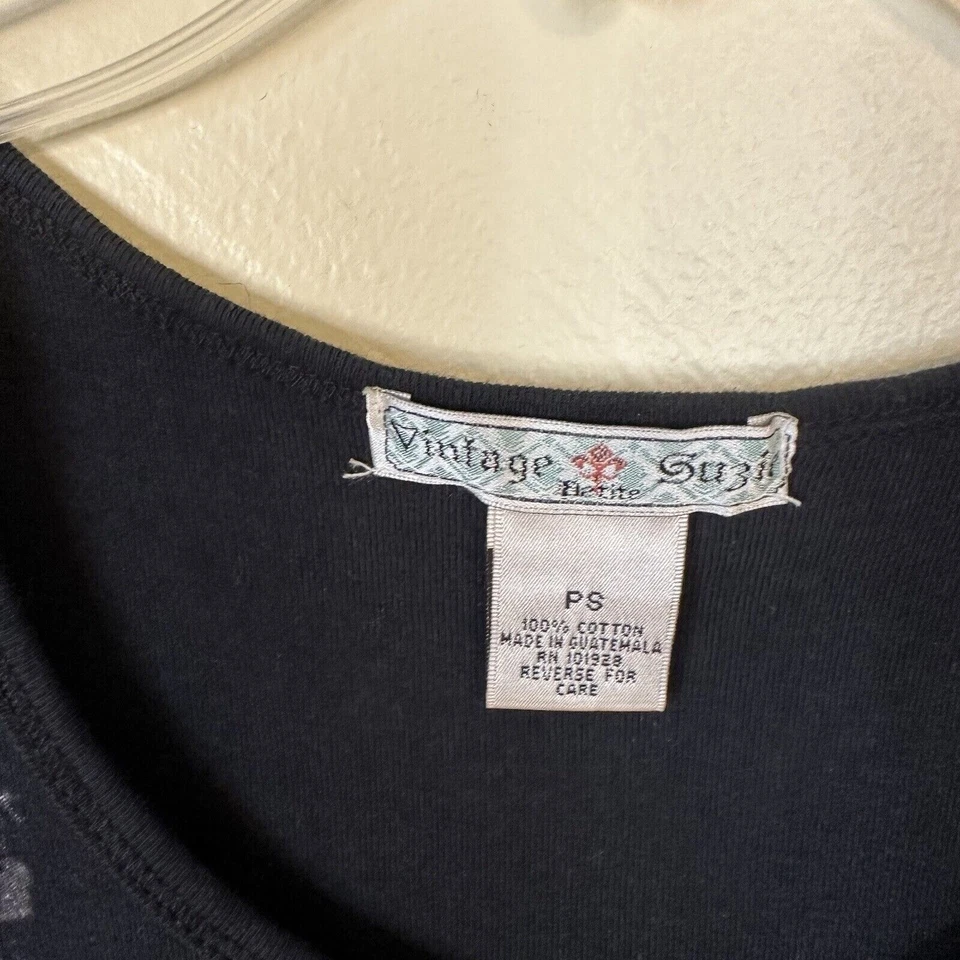 Vintage Suzie
Petite
PS
100% COTTON
MADE IN GUATEMALA
RN 101928
REVERSE FOR
CARE